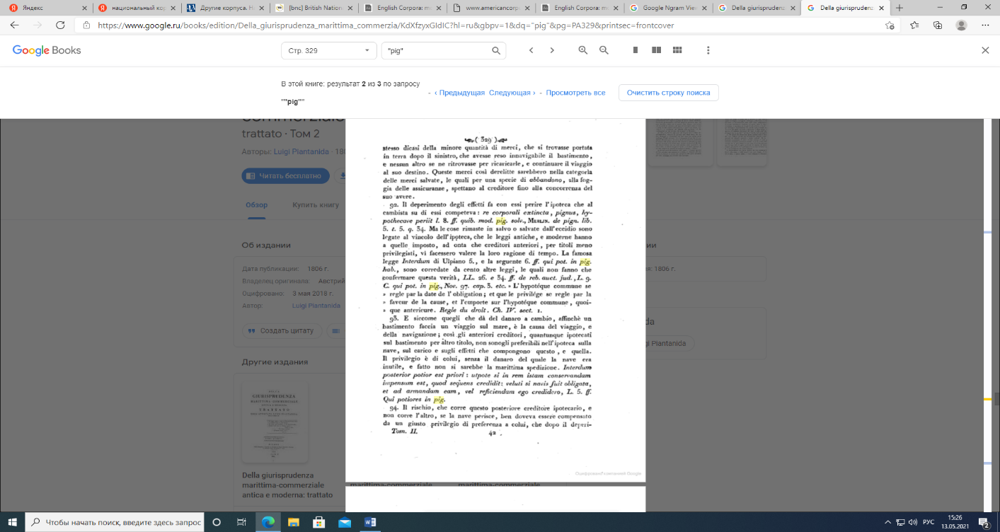 Яндекс
национальный кор
Другие корпуса. Н
[bnc] British Nation
English Corpora: mo
www.americancorp
English Corpora: mo
Google Ngram View
Della giurisprudenz
Della giurisprudenz
https://www.google.ru/books/edition/Della_giurisprudenza_marittima_commerzia/KdXfzyxGIdIC?hl=ru&gbpv=1&dq="pig"&pg=PA329&printsec=frontcover
Google Books
Стр. 329
"pig"
В этой книге: результат 2 из 3 по запросу
""pig""
- ‹ Предыдущая Следующая › - Просмотреть все
Очистить строку поиска
trattato · Том 2
Авторы: Luigi Piantanida · 180
Читать бесплатно
Обзор
Купить книгу
Об издании
Дата публикации: 1806 г.
Владелец оригинала: Австрий
Оцифровано: 3 мая 2018 г.
Автор: Luigi Piantanida
Создать цитату
Другие издания
DELLA
GIURISPRUDENZA
TRATTATO
Della giurisprudenza
marittima-commerziale
antica e moderna: trattato
( 329 )
stesso dicasi della minore quantità di merci, che si trovasse portata
in terra dopo il sinistro, che avesse reso innavigabile il bastimento,
e nessun altro se ne ritrovasse per ricaricarle, e continuare il viaggio
al suo destino. Queste merci così derelitte sarebbero nella categoria
delle merci salvate, le quali per una specie di abbandono, alla fog-
gia delle assicuranze, spettano al creditore fino alla concorrenza del
suo avere.
92. Il deperimento degli effetti fa con essi perire l'ipoteca che al
cambista su di essi competeva: re corporali extincta, pignus, hy-
pothecave periit l. 8. ff. quib. mod. pig. solv., MERLIN. de pign. lib.
5. t. 5. q. 34. Ma le cose rimaste in salvo o salvate dall'eccidio sono
legate al vincolo dell'ipoteca, che le leggi antiche, e moderne hanno
a quelle imposto, ad onta che creditori anteriori, per titoli meno
privilegiati, vi facessero valere la loro ragione di tempo. La famosa
legge Interdum di Ulpiano 5., e la seguente 6. ff. qui pot. in pig.
hab., sono corredate da cento altre leggi, le quali non fanno che
confermare questa verità, LL. 26. e 34. ff. de reb. auct. jud., L. 9.
C. qui pot. in pig., Nov. 97. cap. 3. etc. » L'hypotéque commune se
» regle par la date de l'obligation; et que le privilége se regle par la
» faveur de la cause, et l'emporte sur l'hypotéque commune, quoi-
» que anterieure. Regle du droit. Ch. IV. sect. 1.
93. E siccome quegli che dà del danaro a cambio, affinchè un
bastimento faccia un viaggio sul mare, è la causa del viaggio, e
della navigazione; così gli anteriori creditori, quantunque ipotecati
sul bastimento per altro titolo, non sonogli preferibili nell'ipoteca sulla
nave, sul carico e sugli effetti che compongono questo, e quella.
Il privilegio è di colui, senza il danaro del quale la nave era
inutile, e fatto non si sarebbe la marittima spedizione. Interdum
posterior potior est priori: utpote si in rem istam conservandam
impensum est, quod sequens credidit: veluti si navis fuit obligata,
et ad armandam eam, vel reficiendam ego credidero, L. 5. ff.
Qui potiores in pig.
94. Il rischio, che corre questo posteriore creditore ipotecario, e
non corre l'altro, se la nave perisce, ben doveva essere compensato
da un giusto privilegio di preferenza a colui, che dopo il deperi-
Tom. II. 42
Оцифровано компанией Google
1806 г.
gi Piantanida
marittima-commerziale
marittima-commerziale
Чтобы начать поиск, введите здесь запрос
РУС
15:26
13.05.2021
2